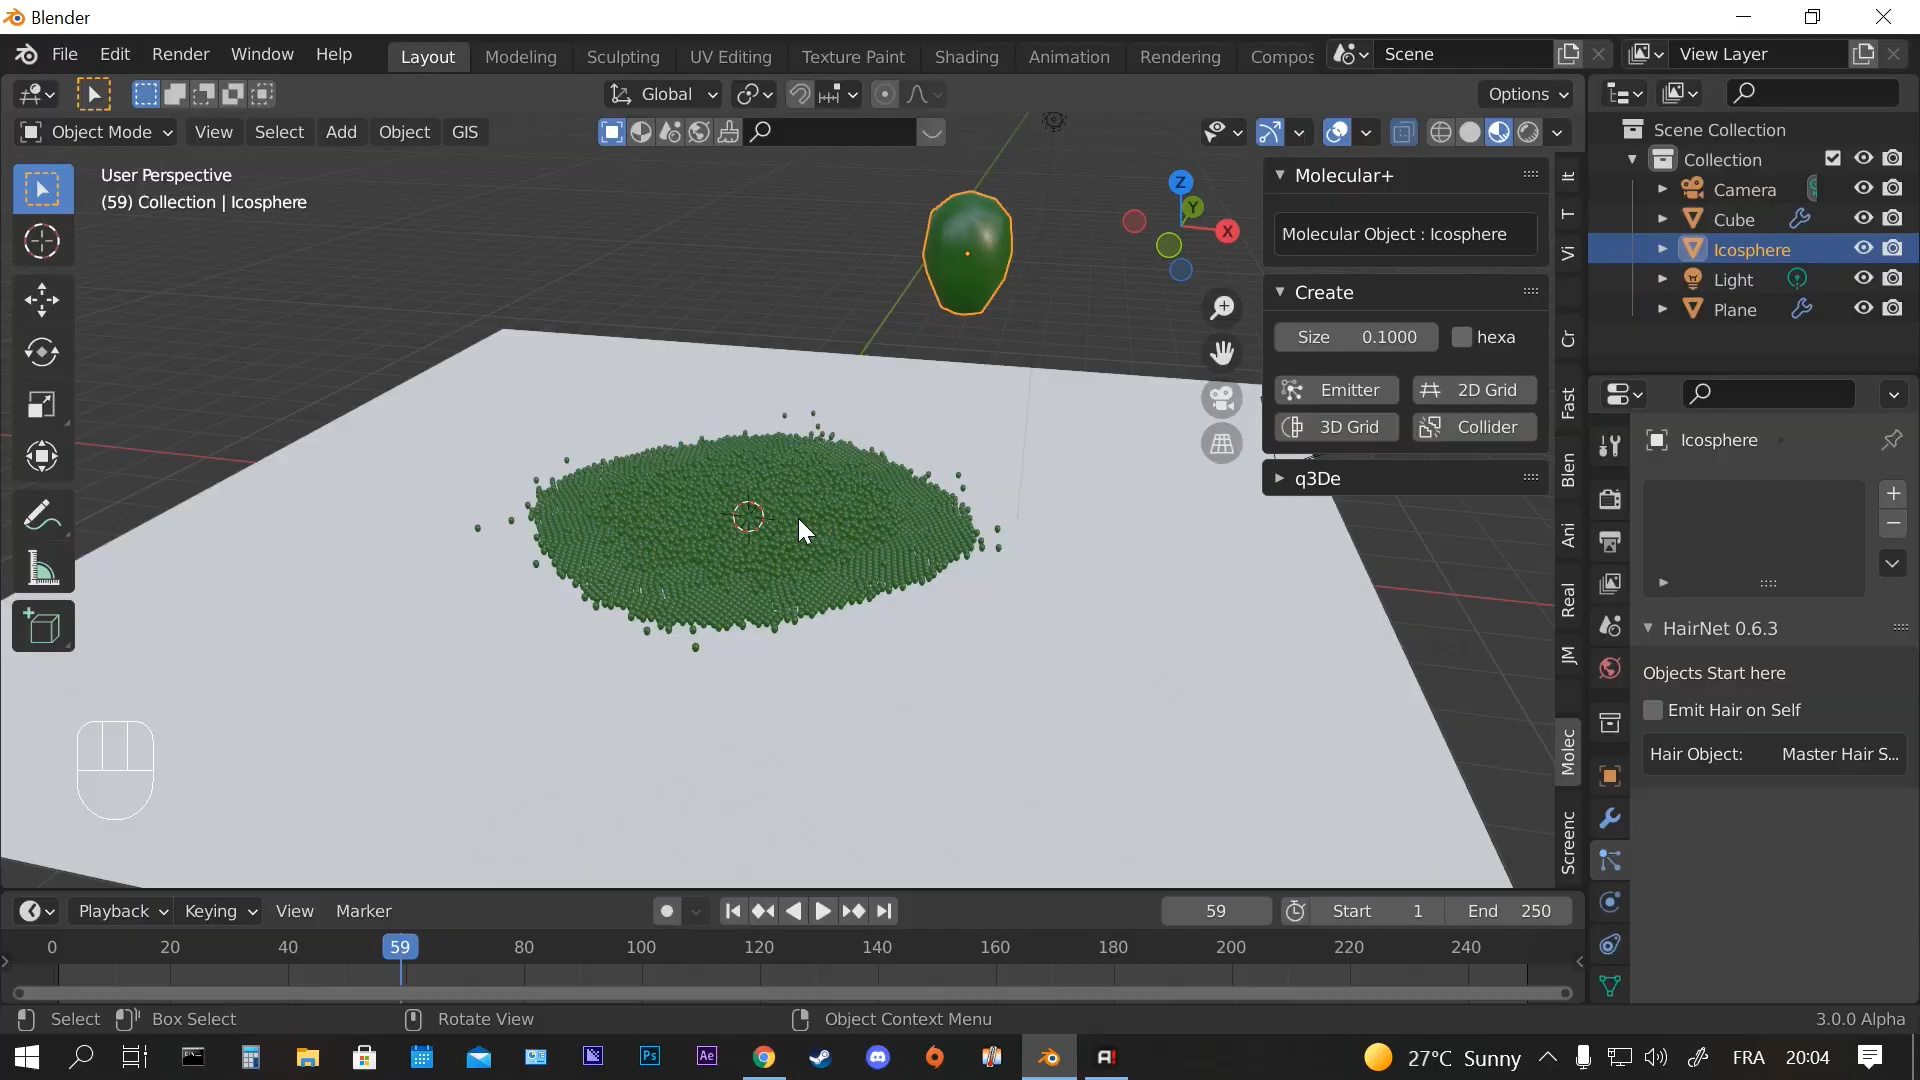 Blender
File Edit Render Window Help
Layout Modeling Sculpting UV Editing Texture Paint Shading Animation Rendering Compos
Scene
View Layer
Global
Options
Object Mode View Select Add Object GIS
User Perspective
(59) Collection | Icosphere
Z
Y
X
Molecular+
Molecular Object : Icosphere
Create
Size 0.1000 hexa
Emitter 2D Grid
3D Grid Collider
q3De
It
T
Vi
Cr
Fast
Blen
Ani
Real
JM
Molec
Screenc
Scene Collection
Collection
Camera
Cube
Icosphere
Light
Plane
Icosphere
HairNet 0.6.3
Objects Start here
Emit Hair on Self
Hair Object: Master Hair S...
Playback Keying View Marker
59 Start 1 End 250
0 20 40 59 80 100 120 140 160 180 200 220 240
Select Box Select Rotate View Object Context Menu 3.0.0 Alpha
Ps Ae A! 27°C Sunny FRA 20:04